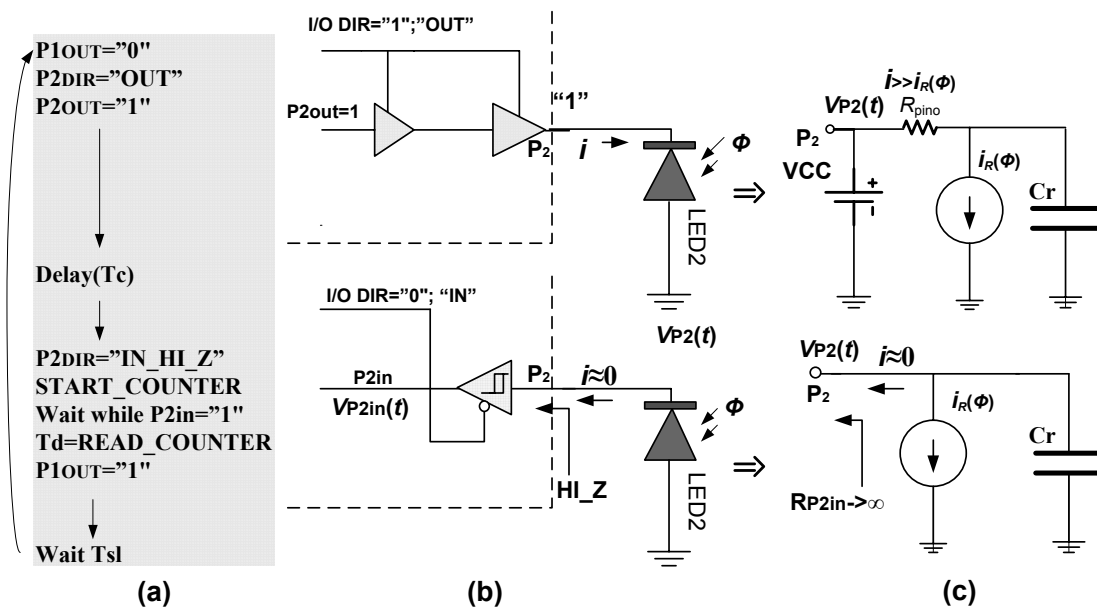 P1OUT="0"
P2DIR="OUT"
P2OUT="1"
Delay(Tc)
P2DIR="IN_HI_Z"
START_COUNTER
Wait while P2in="1"
Td=READ_COUNTER
P1OUT="1"
Wait Tsl
(a)
I/O DIR="1";"OUT"
P2out=1
"1"
P2
i
Φ
LED2
⇒
I/O DIR="0"; "IN"
VP2(t)
P2in
VP2in(t)
P2
i≈0
Φ
HI_Z
LED2
⇒
(b)
i>>iR(Φ)
VP2(t)
Rpino
P2
VCC
+
I
iR(Φ)
Cr
VP2(t)
i≈0
P2
iR(Φ)
Cr
RP2in->∞
(c)